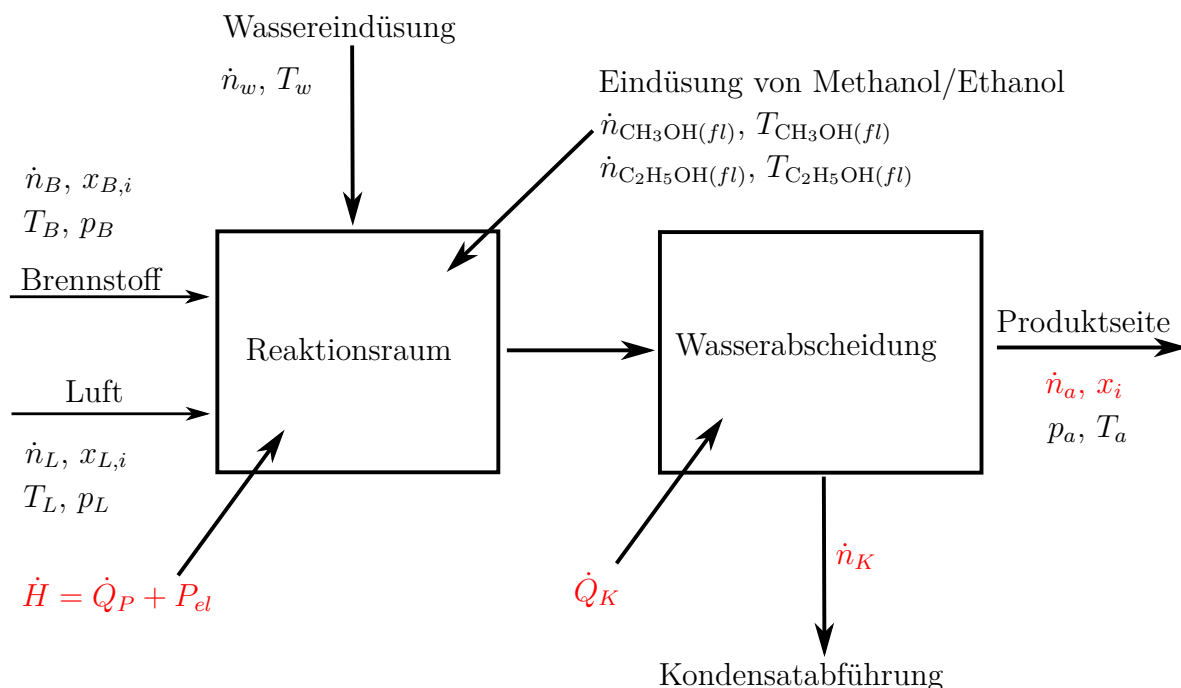 Wassereindüsung
ṅ_w, T_w
Eindüsung von Methanol/Ethanol
ṅ_CH3OH(fl), T_CH3OH(fl)
ṅ_C2H5OH(fl), T_C2H5OH(fl)
ṅ_B, x_B,i
T_B, p_B
Brennstoff
Reaktionsraum
Wasserabscheidung
Produktseite
ṅ_a, x_i
p_a, T_a
Luft
ṅ_L, x_L,i
T_L, p_L
Ḣ = Q̇_P + P_el
Q̇_K
ṅ_K
Kondensatabführung